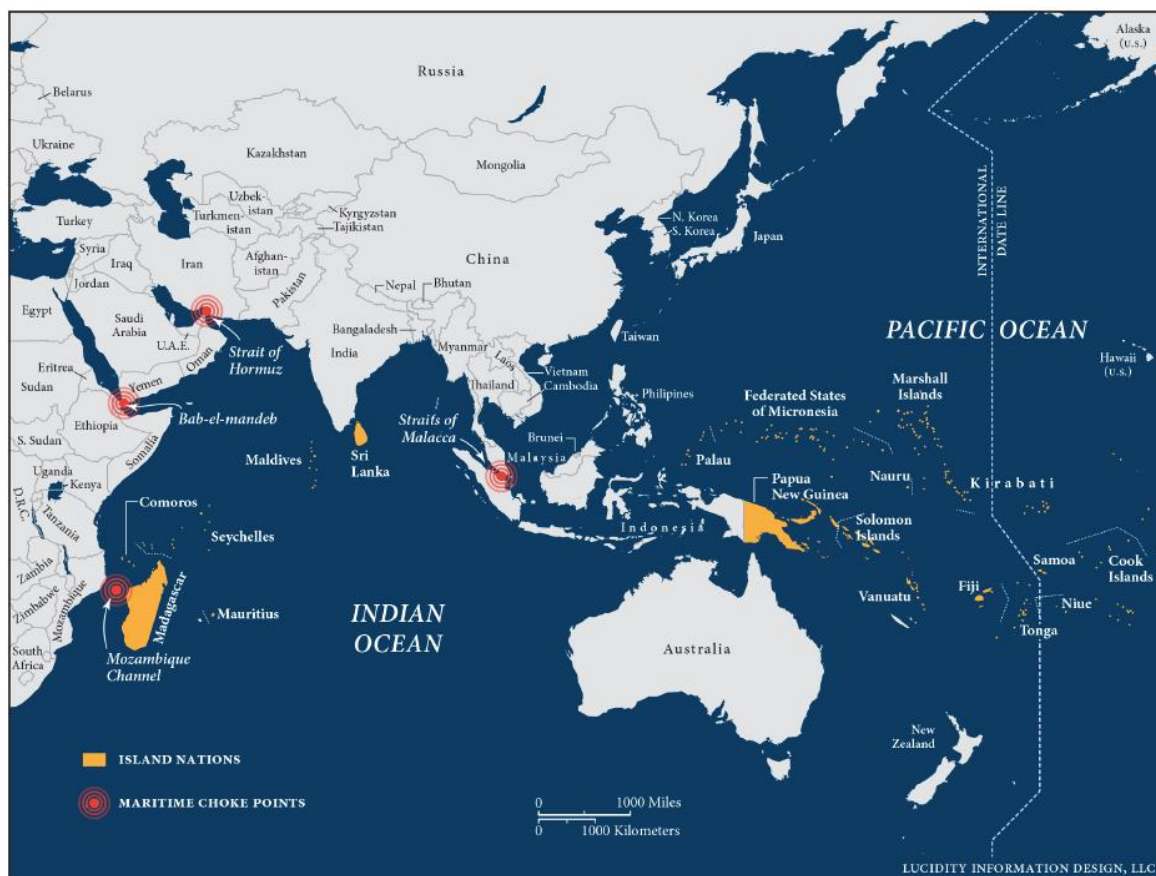 Alaska
(U.S.)
Russia
Belarus
Ukraine
Kazakhstan
Mongolia
Uzbek-
istan
Turkmen-
istan
Kyrgyzstan
Tajikistan
Turkey
N. Korea
S. Korea
Japan
INTERNATIONAL
DATE LINE
Syria
Iraq
Iran
Afghan-
istan
China
Jordan
Pakistan
Nepal
Bhutan
Egypt
Saudi
Arabia
U.A.E.
Oman
Strait of
Hormuz
Bangladesh
India
Myanmar
Laos
Taiwan
PACIFIC OCEAN
Hawaii
(U.S.)
Eritrea
Sudan
Yemen
Bab-el-mandeb
Thailand
Vietnam
Cambodia
Philipines
Marshall
Islands
Federated States
of Micronesia
Ethiopia
S. Sudan
Somalia
Straits of
Malacca
Brunei
Malaysia
Maldives
Sri
Lanka
Palau
Nauru
Kirabati
Uganda
Kenya
D.R.C.
Tanzania
Comoros
Seychelles
Indonesia
Papua
New Guinea
Solomon
Islands
Samoa
Cook
Islands
Zambia
Zimbabwe
Mozambique
Madagascar
Mauritius
INDIAN
OCEAN
Vanuatu
Fiji
Niue
Tonga
South
Africa
Mozambique
Channel
Australia
New
Zealand
ISLAND NATIONS
MARITIME CHOKE POINTS
0 1000 Miles
0 1000 Kilometers
LUCIDITY INFORMATION DESIGN, LLC